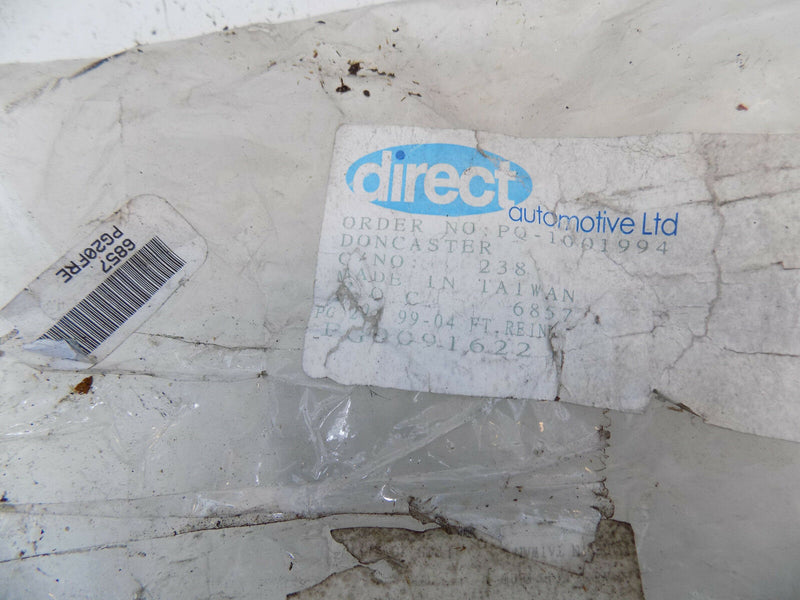 direct
automotive Ltd
ORDER NO: PQ-1001994
DONCASTER
C/NO: 238
MADE IN TAIWAN
6857
99-04 FT.REIN
6857
PG20FRE